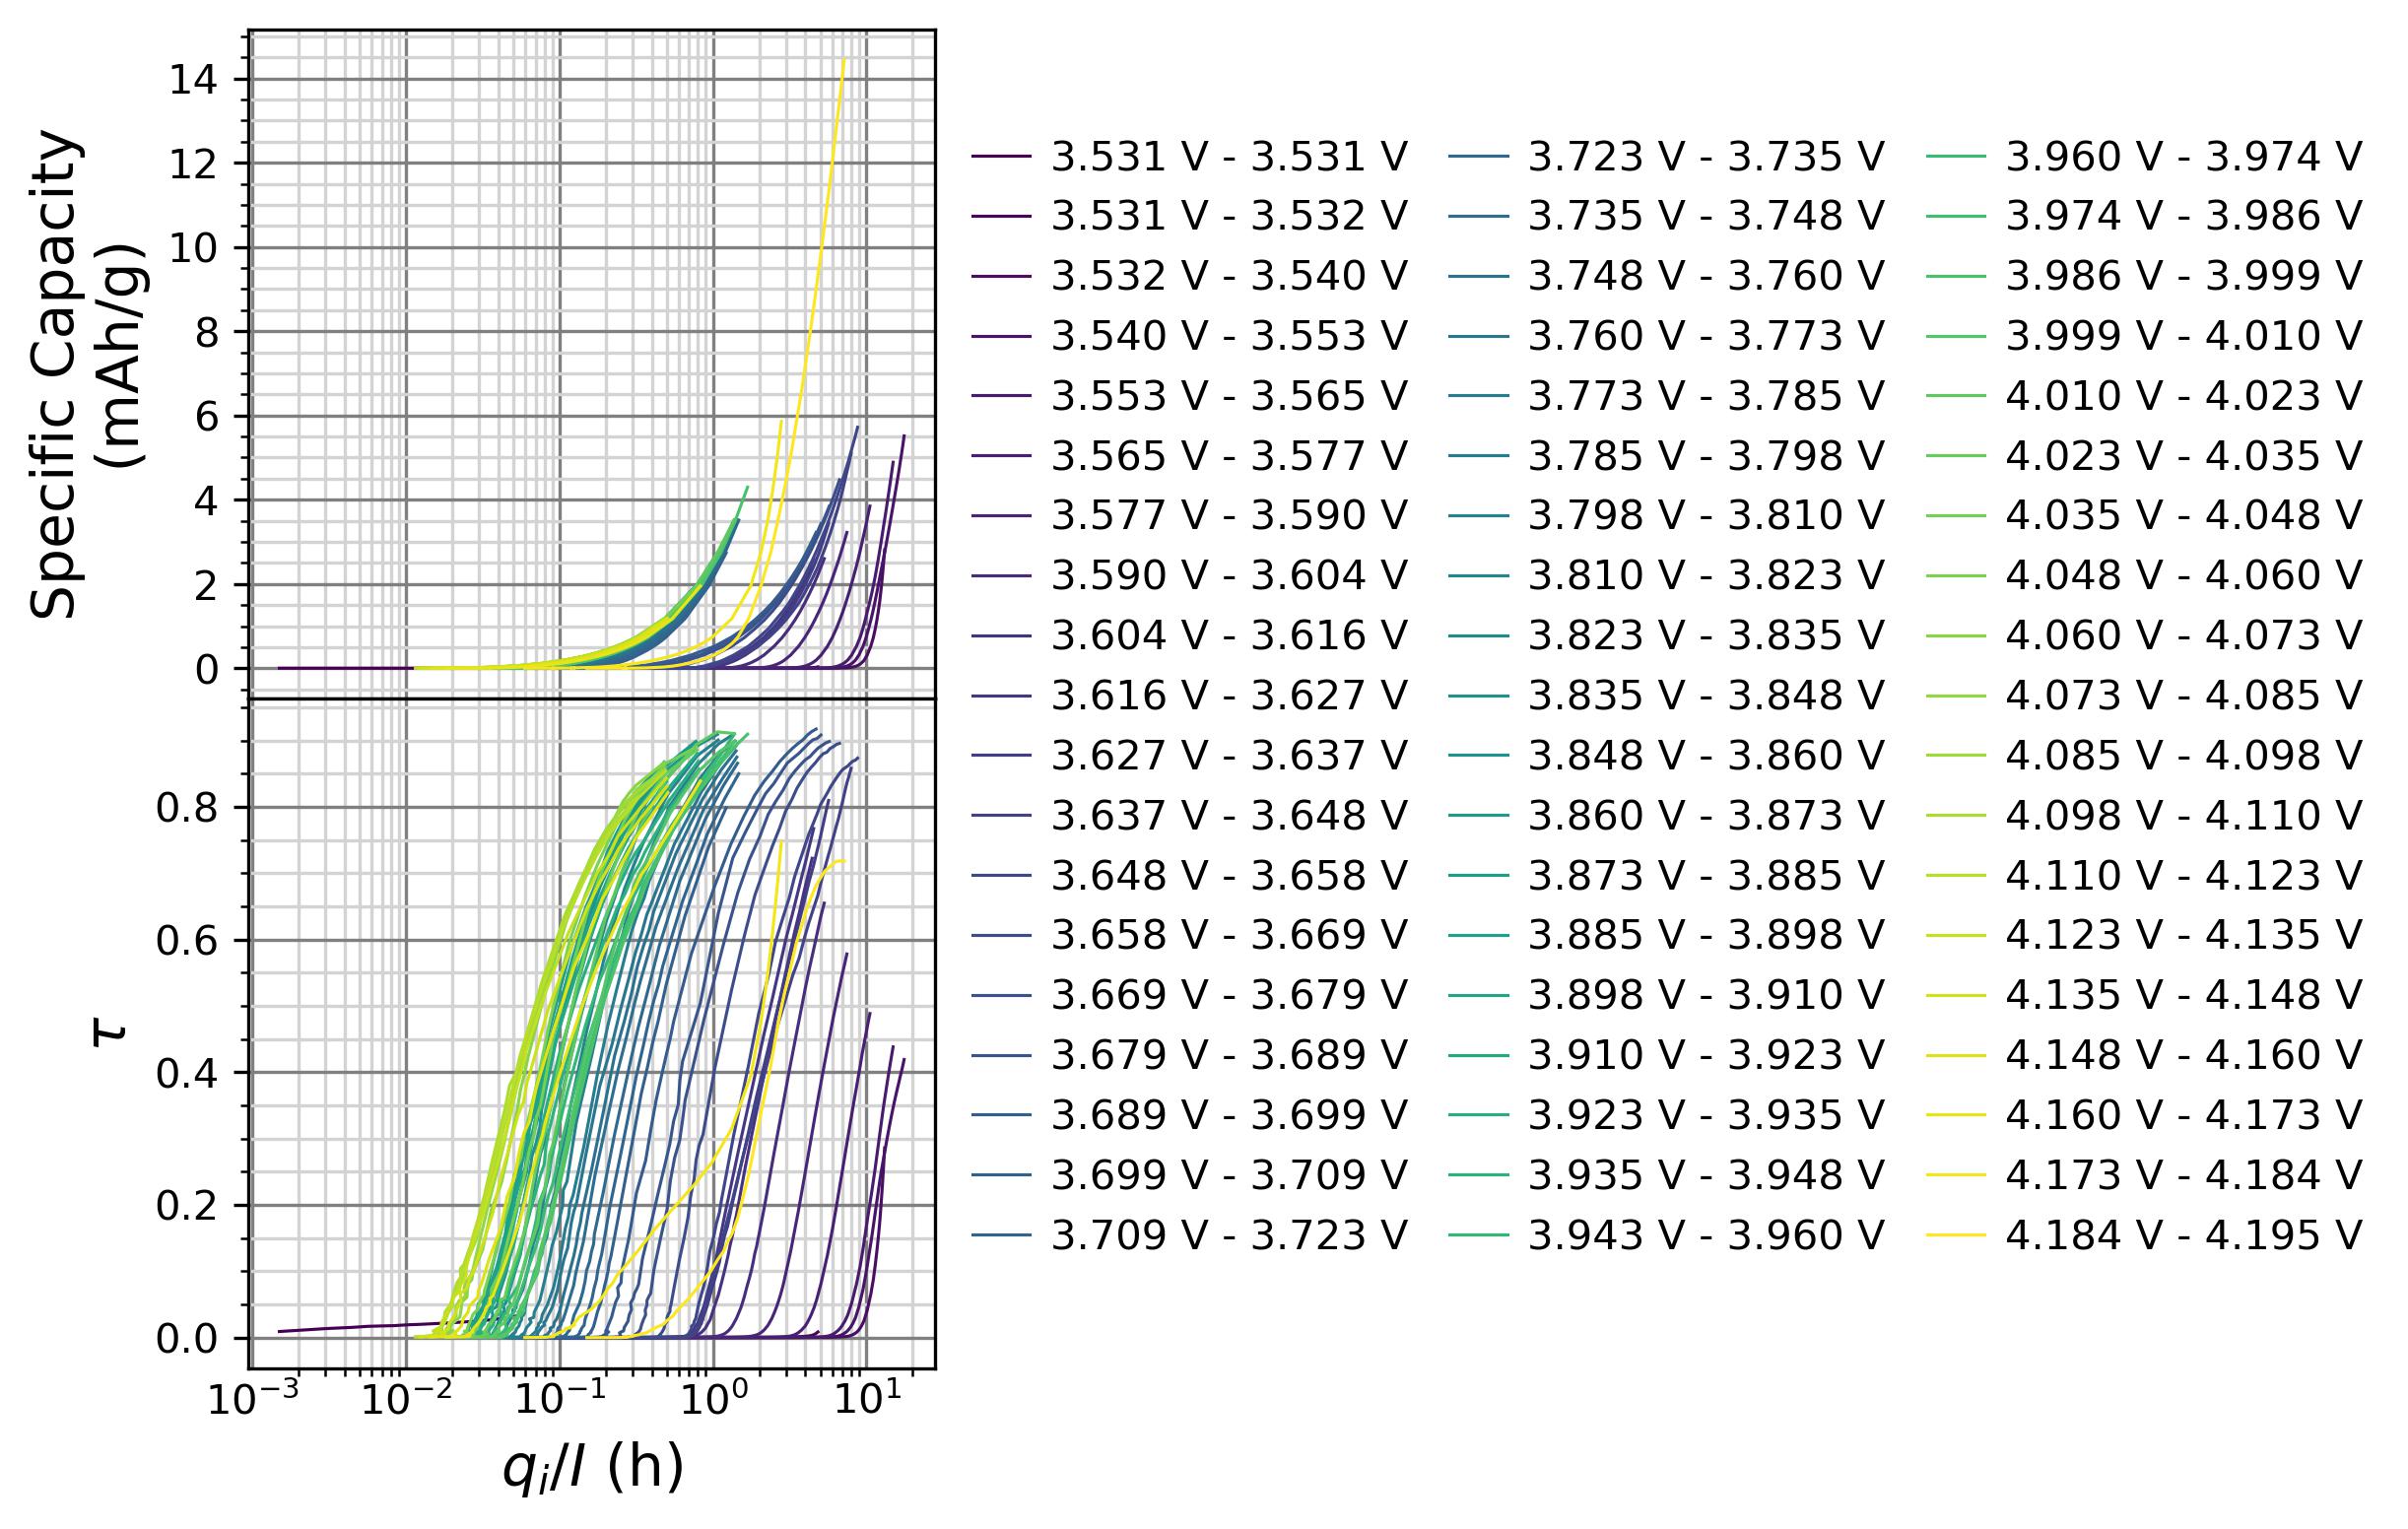 Specific Capacity
(mAh/g)
14
12
10
8
6
4
2
0
τ
0.8
0.6
0.4
0.2
0.0
10⁻³ 10⁻² 10⁻¹ 10⁰ 10¹
qᵢ/I (h)
3.531 V - 3.531 V
3.531 V - 3.532 V
3.532 V - 3.540 V
3.540 V - 3.553 V
3.553 V - 3.565 V
3.565 V - 3.577 V
3.577 V - 3.590 V
3.590 V - 3.604 V
3.604 V - 3.616 V
3.616 V - 3.627 V
3.627 V - 3.637 V
3.637 V - 3.648 V
3.648 V - 3.658 V
3.658 V - 3.669 V
3.669 V - 3.679 V
3.679 V - 3.689 V
3.689 V - 3.699 V
3.699 V - 3.709 V
3.709 V - 3.723 V
3.723 V - 3.735 V
3.735 V - 3.748 V
3.748 V - 3.760 V
3.760 V - 3.773 V
3.773 V - 3.785 V
3.785 V - 3.798 V
3.798 V - 3.810 V
3.810 V - 3.823 V
3.823 V - 3.835 V
3.835 V - 3.848 V
3.848 V - 3.860 V
3.860 V - 3.873 V
3.873 V - 3.885 V
3.885 V - 3.898 V
3.898 V - 3.910 V
3.910 V - 3.923 V
3.923 V - 3.935 V
3.935 V - 3.948 V
3.943 V - 3.960 V
3.960 V - 3.974 V
3.974 V - 3.986 V
3.986 V - 3.999 V
3.999 V - 4.010 V
4.010 V - 4.023 V
4.023 V - 4.035 V
4.035 V - 4.048 V
4.048 V - 4.060 V
4.060 V - 4.073 V
4.073 V - 4.085 V
4.085 V - 4.098 V
4.098 V - 4.110 V
4.110 V - 4.123 V
4.123 V - 4.135 V
4.135 V - 4.148 V
4.148 V - 4.160 V
4.160 V - 4.173 V
4.173 V - 4.184 V
4.184 V - 4.195 V